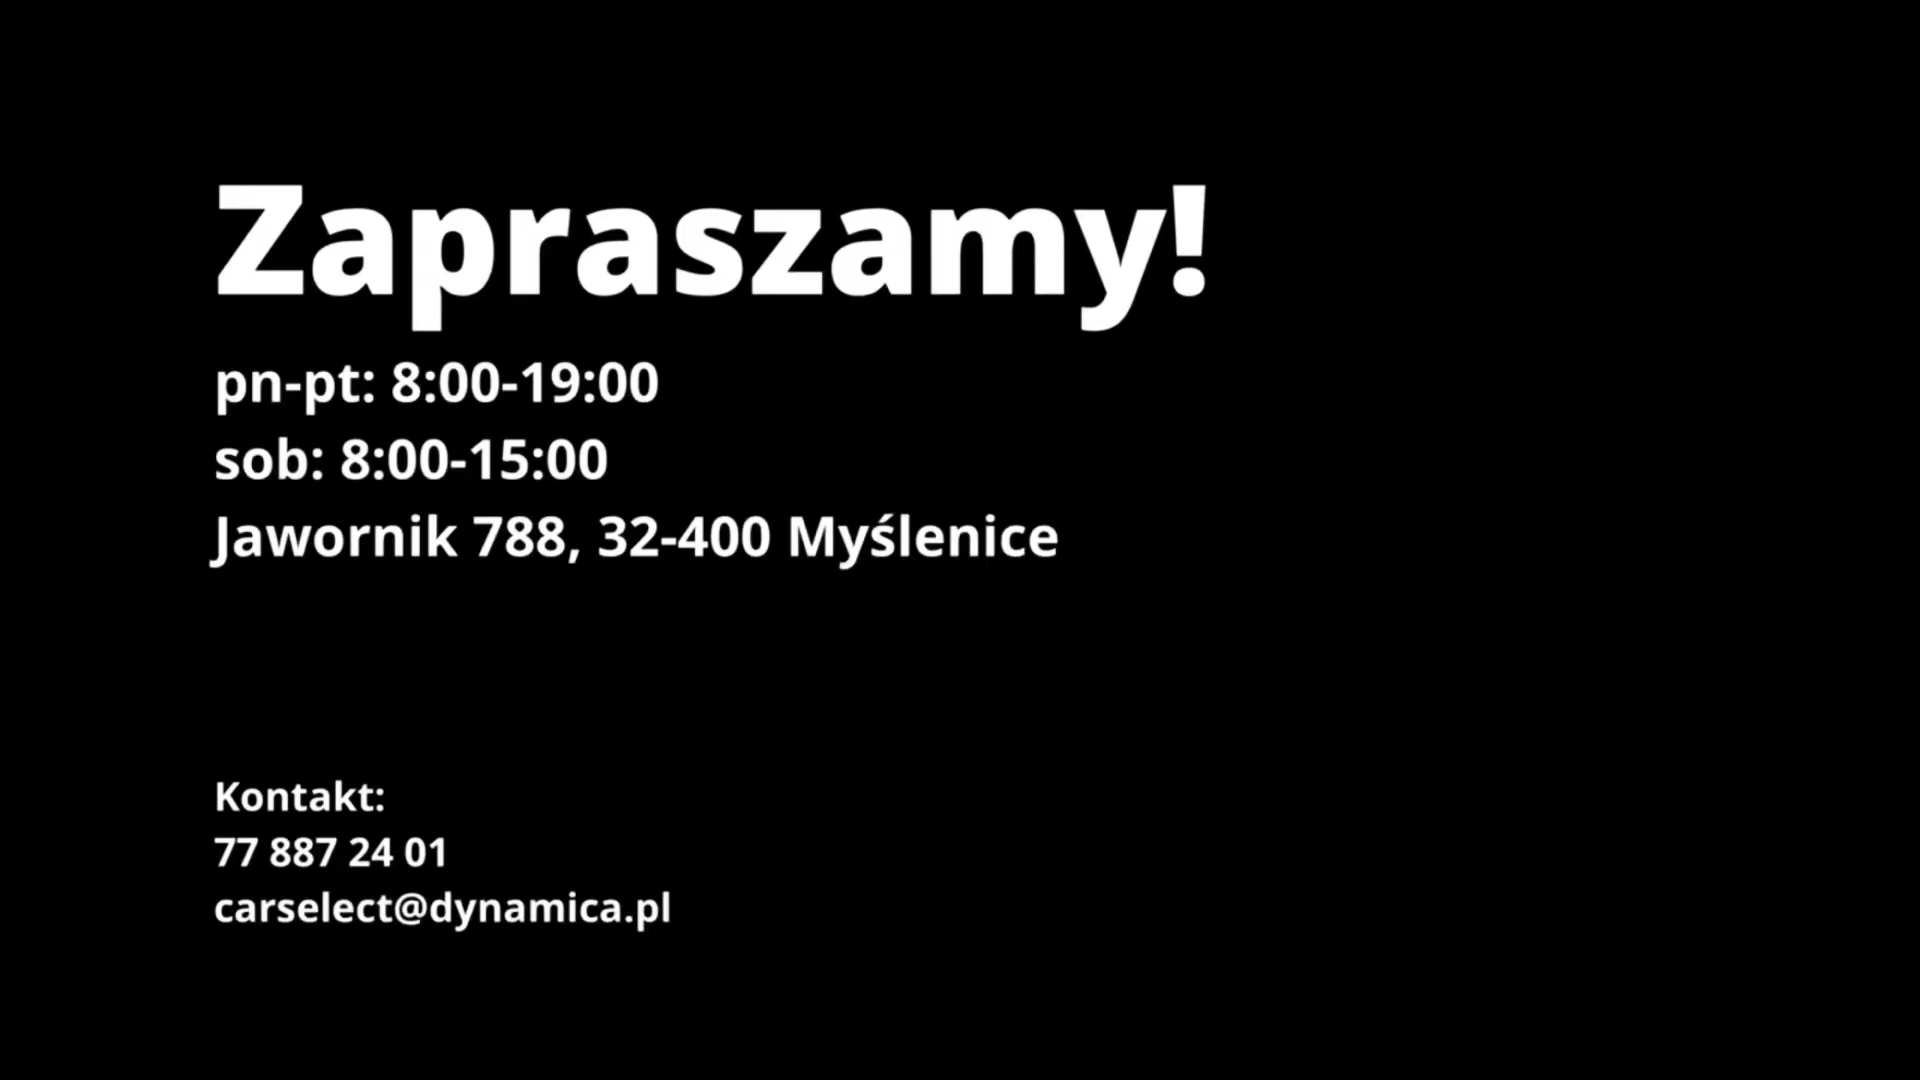 Zapraszamy!
pn-pt: 8:00-19:00
sob: 8:00-15:00
Jawornik 788, 32-400 Myślenice
Kontakt:
77 887 24 01
carselect@dynamica.pl